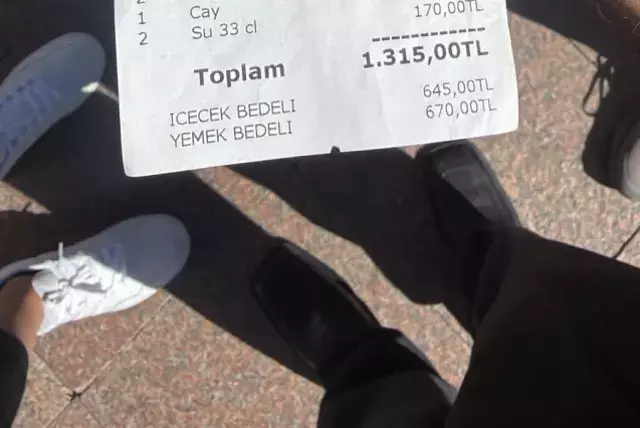 1 Cay 170,00TL
2 Su 33 cl
Toplam 1.315,00TL
ICECEK BEDELI 645,00TL
YEMEK BEDELI 670,00TL